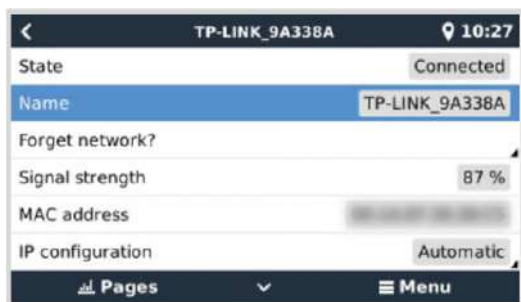 TP-LINK_9A338A 10:27
State Connected
Name TP-LINK_9A338A
Forget network?
Signal strength 87 %
MAC address
IP configuration Automatic
Pages Menu